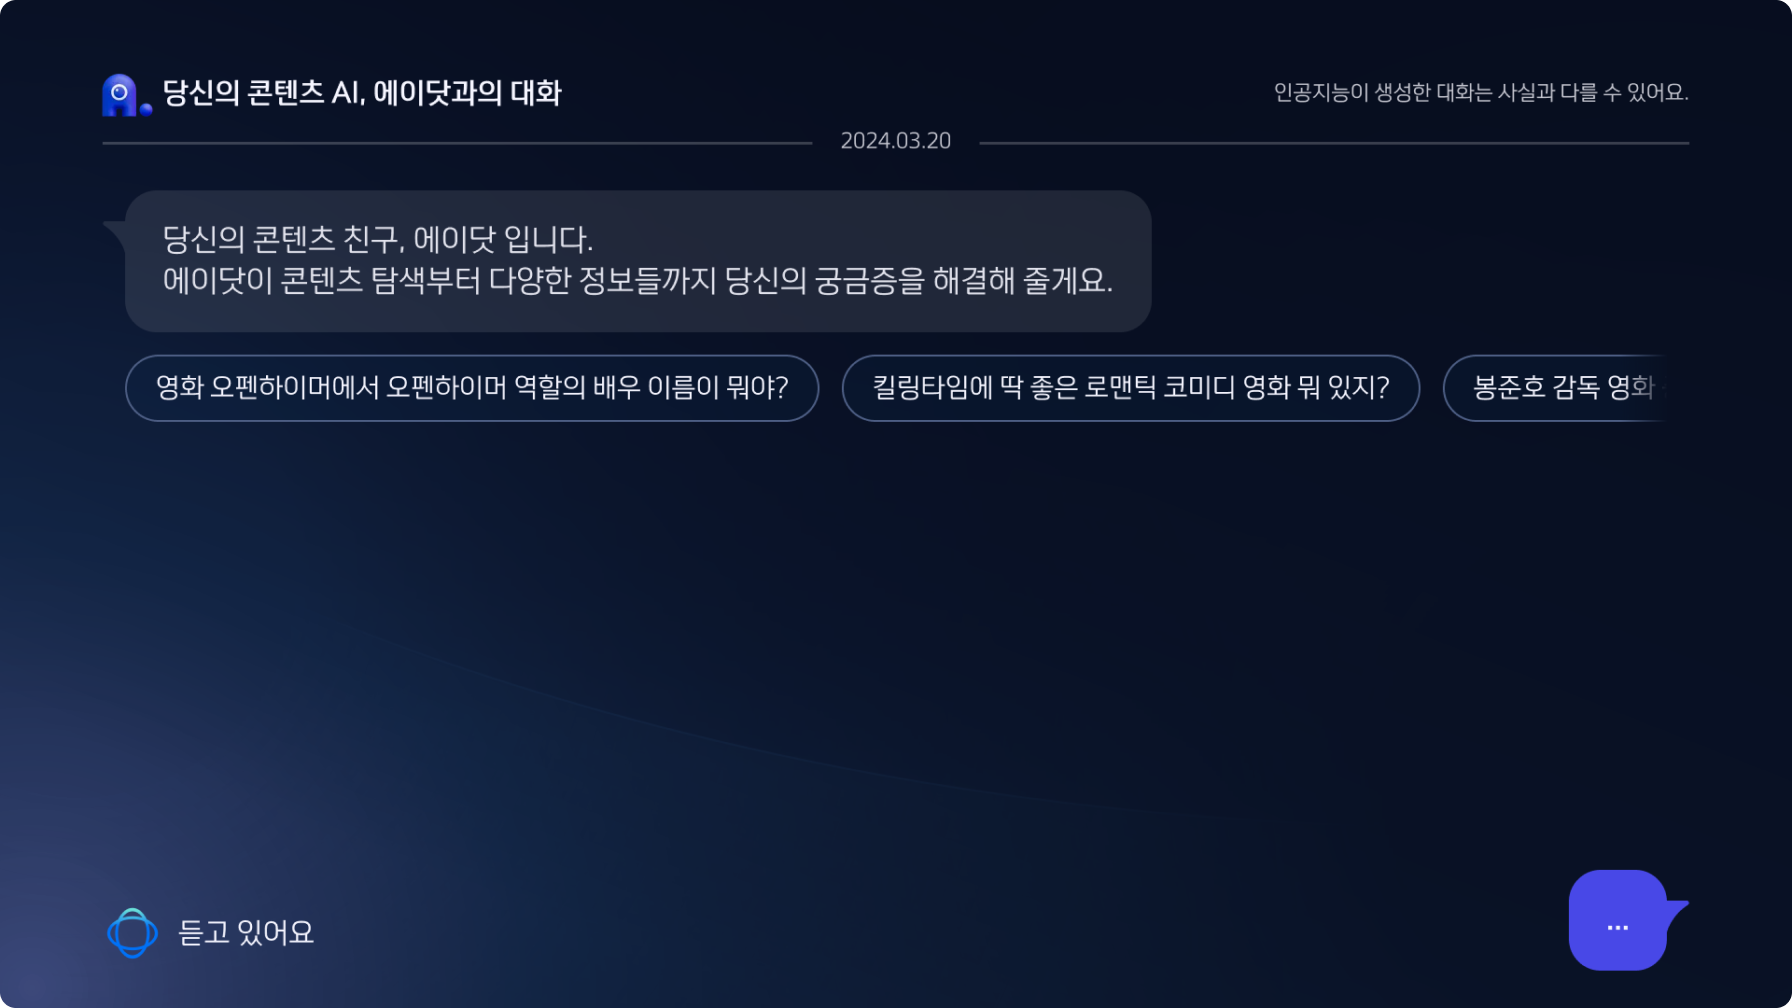 당신의 콘텐츠 AI, 에이닷과의 대화
인공지능이 생성한 대화는 사실과 다를 수 있어요.
2024.03.20
당신의 콘텐츠 친구, 에이닷 입니다.
에이닷이 콘텐츠 탐색부터 다양한 정보들까지 당신의 궁금증을 해결해 줄게요.
영화 오펜하이머에서 오펜하이머 역할의 배우 이름이 뭐야?
킬링타임에 딱 좋은 로맨틱 코미디 영화 뭐 있지?
봉준호 감독 영화
듣고 있어요
...